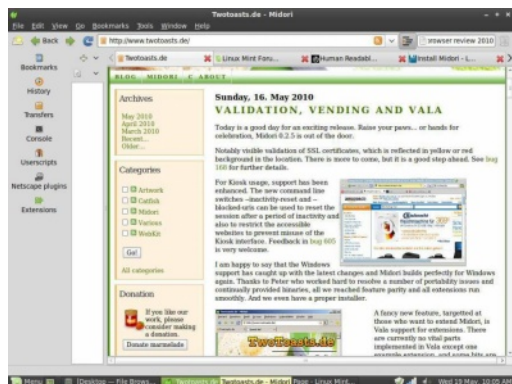 Twotoasts.de - Midori
File Edit View Go Bookmarks Tools Window Help
Back http://www.twotoasts.de/ rowser review 2010
Bookmarks
History
Transfers
Console
Userscripts
Netscape plugins
Extensions
Twotoasts.de Linux Mint Foru... Human Readabl... Install Midori - L...
BLOG MIDORI C ABOUT
Archives
May 2010
April 2010
March 2010
Recent...
Older...
Categories
Artwork
Catfish
Midori
Various
WebKit
Go!
All categories
Donation
If you like our
work, please
consider making
a donation.
Donate marmelade
Sunday, 16. May 2010
VALIDATION, VENDING AND VALA
Today is a good day for an exciting release. Raise your paws... or hands for
celebration, Midori 0.2.5 is out of the door.
Notably visible validation of SSL certificates, which is reflected in yellow or red
background in the location. There is more to come, but it is a good step ahead. See bug
168 for further details.
For Kiosk usage, support has been
enhanced. The new command line
switches --inactivity-reset and --
blocked-uris can be used to reset the
session after a period of inactivity and
also to restrict the accessible
websites to prevent misuse of the
Kiosk interface. Feedback in bug 605
is very welcome.
I am happy to say that the Windows
support has caught up with the latest changes and Midori builds perfectly for Windows
again. Thanks to Peter who worked hard to resolve a number of portability issues and
continually provided binaries, all we reached feature parity and all extensions run
smoothly. And we even have a proper installer.
TwoToasts.de
A fancy new feature, targetted at
those who want to extend Midori, is
Vala support for extensions. There
are currently no vital parts
implemented in Vala except one
example extension, and some bits are
Menu [Desktop — File Brows... Twotoasts.de - Midori Page - Linux Mint... Wed 19 May, 10:05 AM